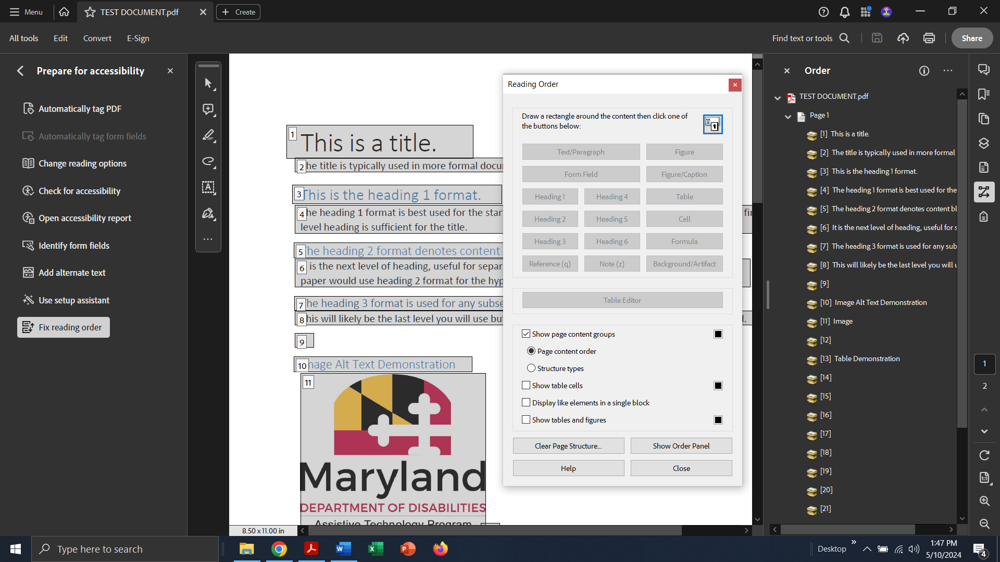 Menu
TEST DOCUMENT.pdf
Create
All tools
Edit
Convert
E-Sign
Find text or tools
Share
Prepare for accessibility
Automatically tag PDF
Automatically tag form fields
Change reading options
Check for accessibility
Open accessibility report
Identify form fields
Add alternate text
Use setup assistant
Fix reading order
1 This is a title.
2 he title is typically used in more formal docu
3 This is the heading 1 format.
4 he heading 1 format is best used for the star
fi
level heading is sufficient for the title.
5 he heading 2 format denotes content
6 is the next level of heading, useful for separ
paper would use heading 2 format for the hyp
7 he heading 3 format is used for any subse
8 his will likely be the last level you will use bu
d.
9
10 mage Alt Text Demonstration
11
Maryland
DEPARTMENT OF DISABILITIES
Assistive Technology Program
8.50 x 11.00 in
Reading Order
Draw a rectangle around the content then click one of
the buttons below:
T
1
Text/Paragraph
Figure
Form Field
Figure/Caption
Heading 1
Heading 4
Table
Heading 2
Heading 5
Cell
Heading 3
Heading 6
Formula
Reference (q)
Note (z)
Background/Artifact
Table Editor
Show page content groups
Page content order
Structure types
Show table cells
Display like elements in a single block
Show tables and figures
Clear Page Structure...
Show Order Panel
Help
Close
Order
TEST DOCUMENT.pdf
Page 1
[1] This is a title.
[2] The title is typically used in more formal
[3] This is the heading 1 format.
[4] The heading 1 format is best used for the
[5] The heading 2 format denotes content bl
[6] It is the next level of heading, useful for s
[7] The heading 3 format is used for any sub
[8] This will likely be the last level you will u
[9]
[10] Image Alt Text Demonstration
[11] Image
[12]
[13] Table Demonstration
[14]
[15]
[16]
[17]
[18]
[19]
[20]
[21]
1
2
1:1
Type here to search
Desktop
1:47 PM
5/10/2024
4